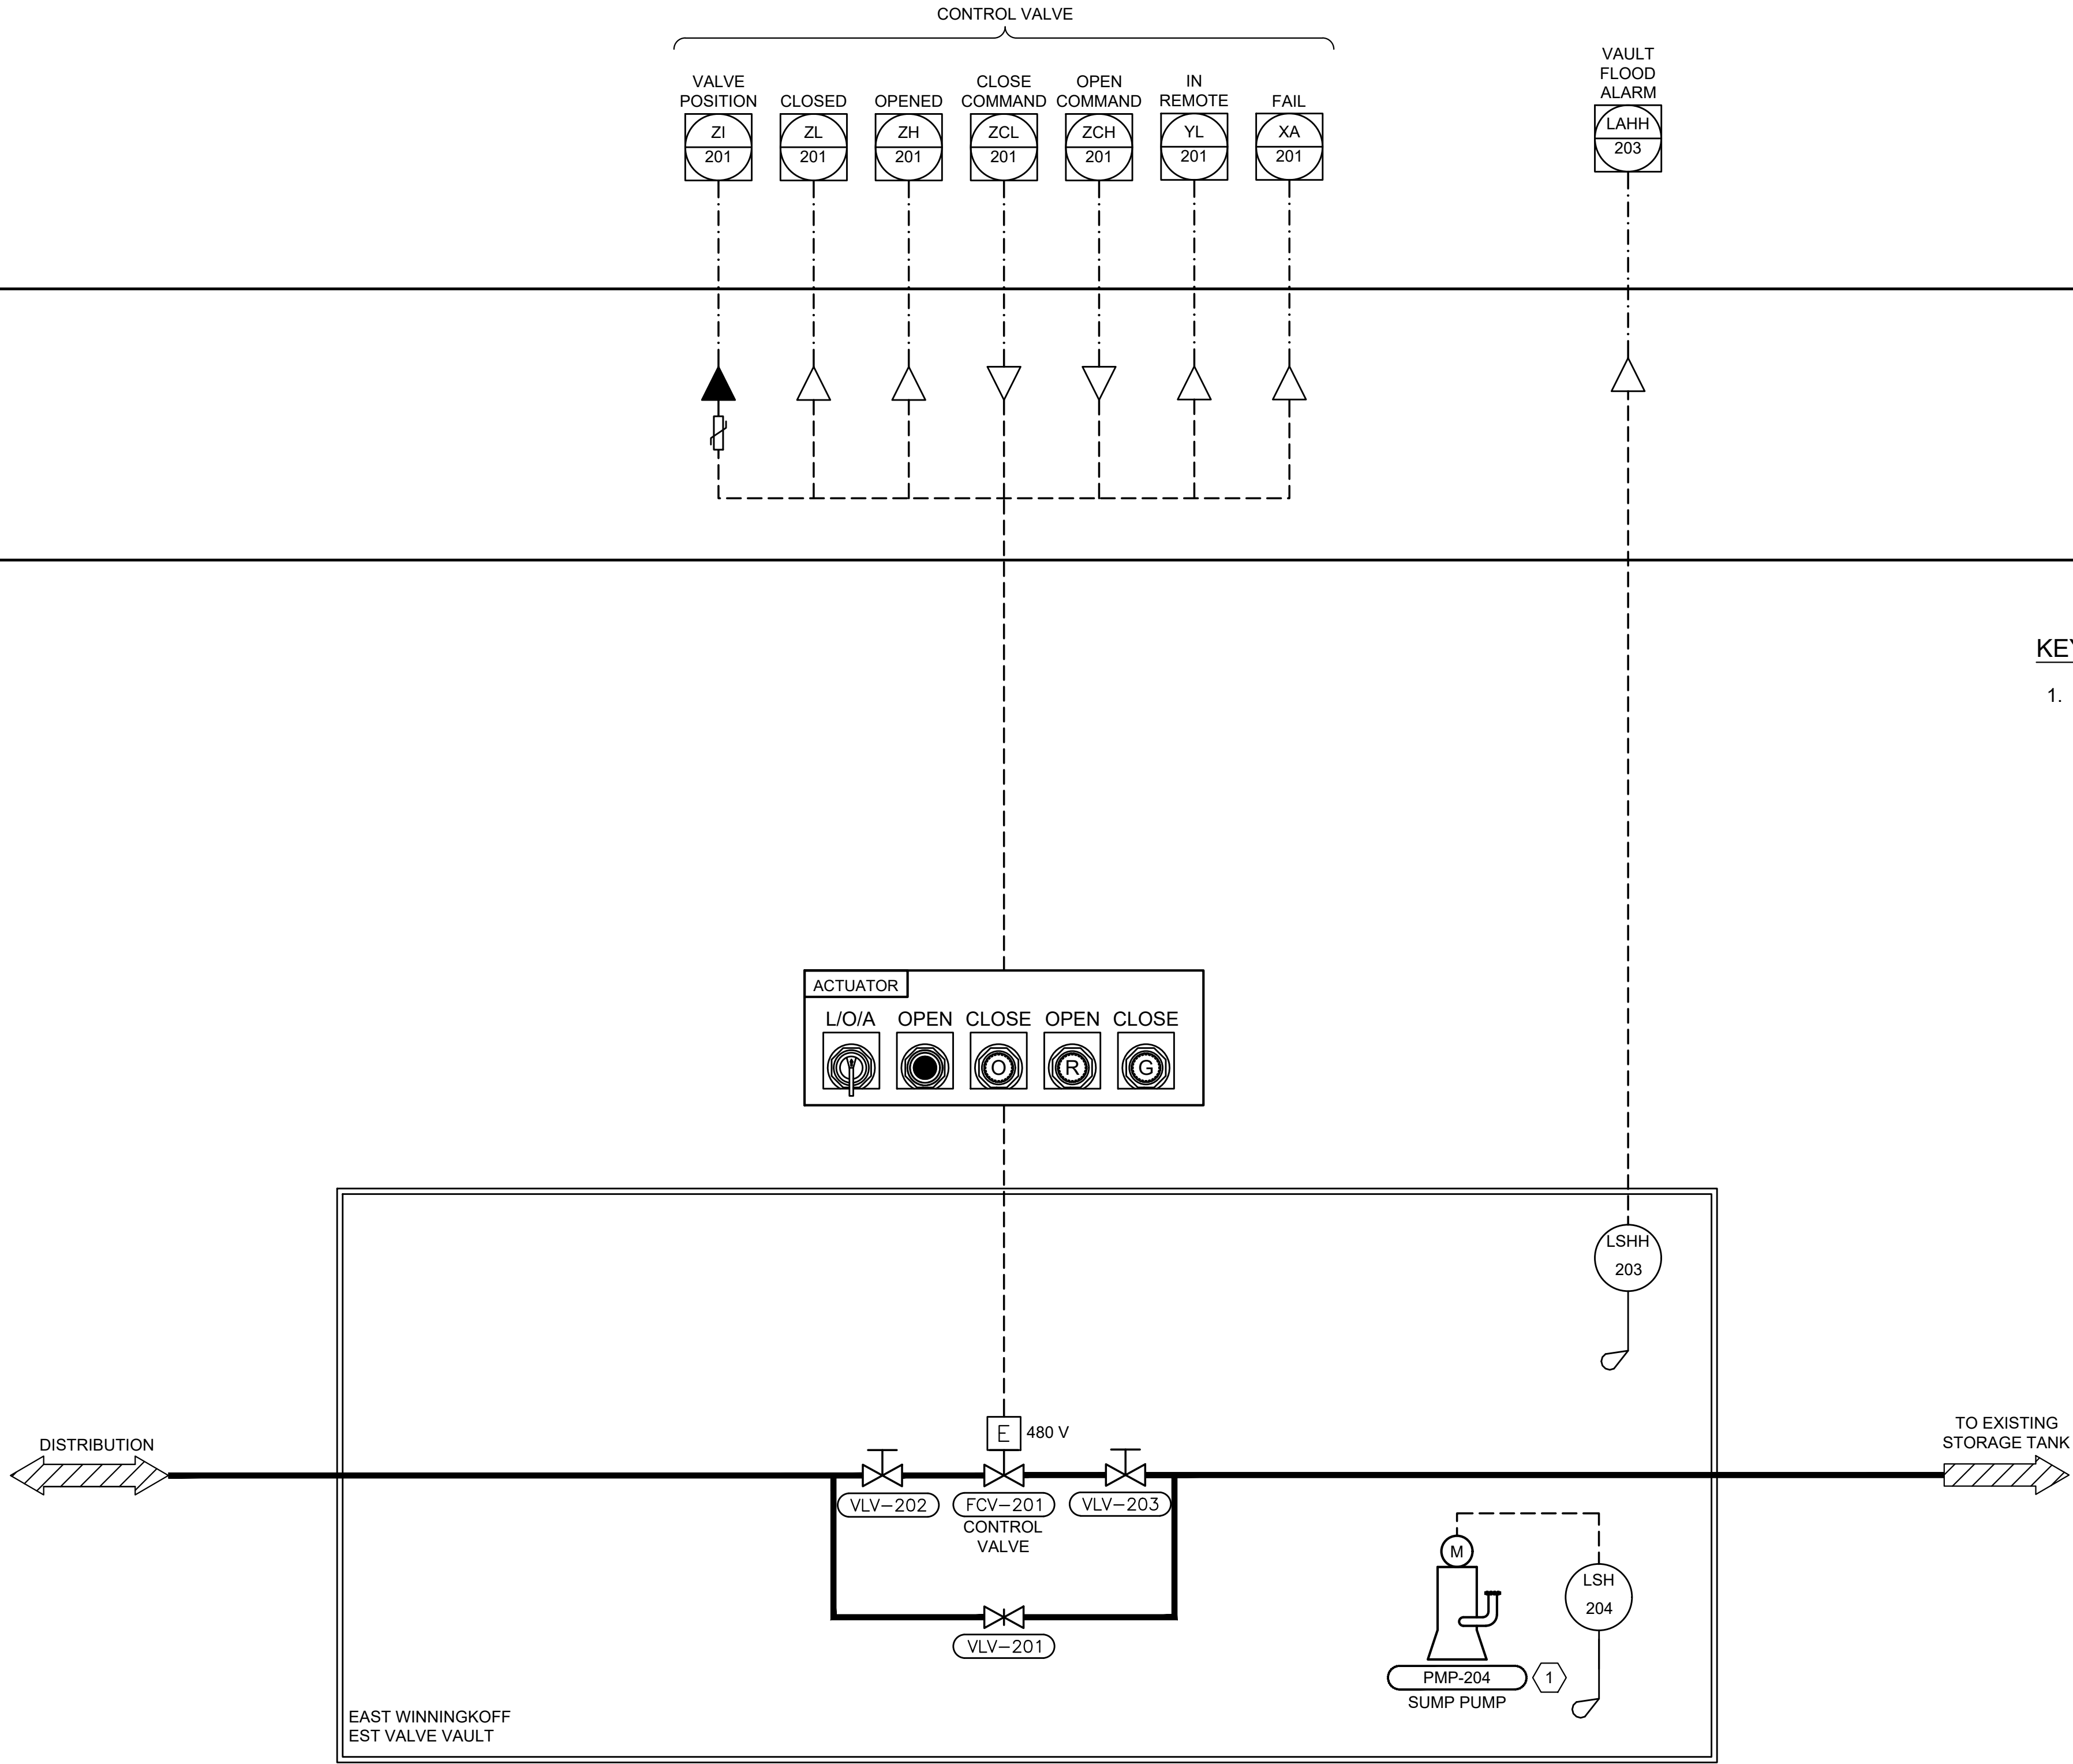 CONTROL VALVE
VALVE
POSITION
CLOSED
OPENED
CLOSE
COMMAND
OPEN
COMMAND
IN
REMOTE
FAIL
VAULT
FLOOD
ALARM
ZI
201
ZL
201
ZH
201
ZCL
201
ZCH
201
YL
201
XA
201
LAHH
203
KEY
1.
ACTUATOR
L/O/A OPEN CLOSE OPEN CLOSE
O R G
LSHH
203
E 480 V
DISTRIBUTION
TO EXISTING
STORAGE TANK
VLV-202
FCV-201
CONTROL
VALVE
VLV-203
VLV-201
M
LSH
204
PMP-204
1
SUMP PUMP
EAST WINNINGKOFF
EST VALVE VAULT